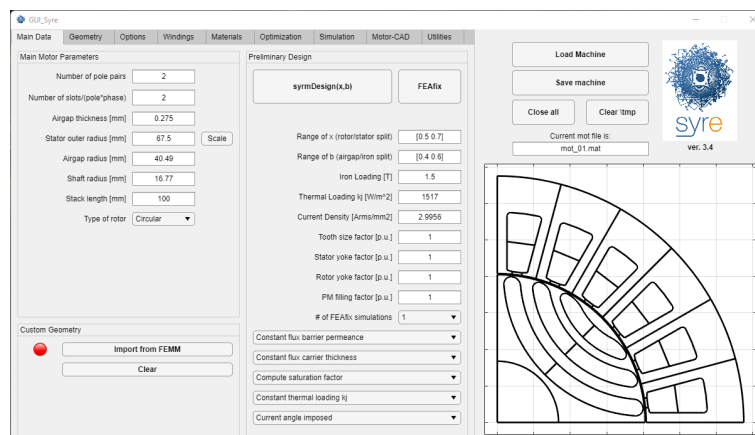 GUI_Syre
Main Data
Geometry
Options
Windings
Materials
Optimization
Simulation
Motor-CAD
Utilities
Main Motor Parameters
Number of pole pairs 2
Number of slots/(pole*phase) 2
Airgap thickness [mm] 0.275
Stator outer radius [mm] 67.5 Scale
Airgap radius [mm] 40.49
Shaft radius [mm] 16.77
Stack length [mm] 100
Type of rotor Circular
Custom Geometry
Import from FEMM
Clear
Preliminary Design
syrmDesign(x,b) FEAfix
Range of x (rotor/stator split) [0.5 0.7]
Range of b (airgap/iron split) [0.4 0.6]
Iron Loading [T] 1.5
Thermal Loading kj [W/m^2] 1517
Current Density [Arms/mm2] 2.9956
Tooth size factor [p.u.] 1
Stator yoke factor [p.u.] 1
Rotor yoke factor [p.u.] 1
PM filling factor [p.u.] 1
# of FEAfix simulations 1
Constant flux barrier permeance
Constant flux carrier thickness
Compute saturation factor
Constant thermal loading kj
Current angle imposed
Load Machine
Save machine
Close all Clear \tmp
Current mot file is:
mot_01.mat
syre
ver. 3.4